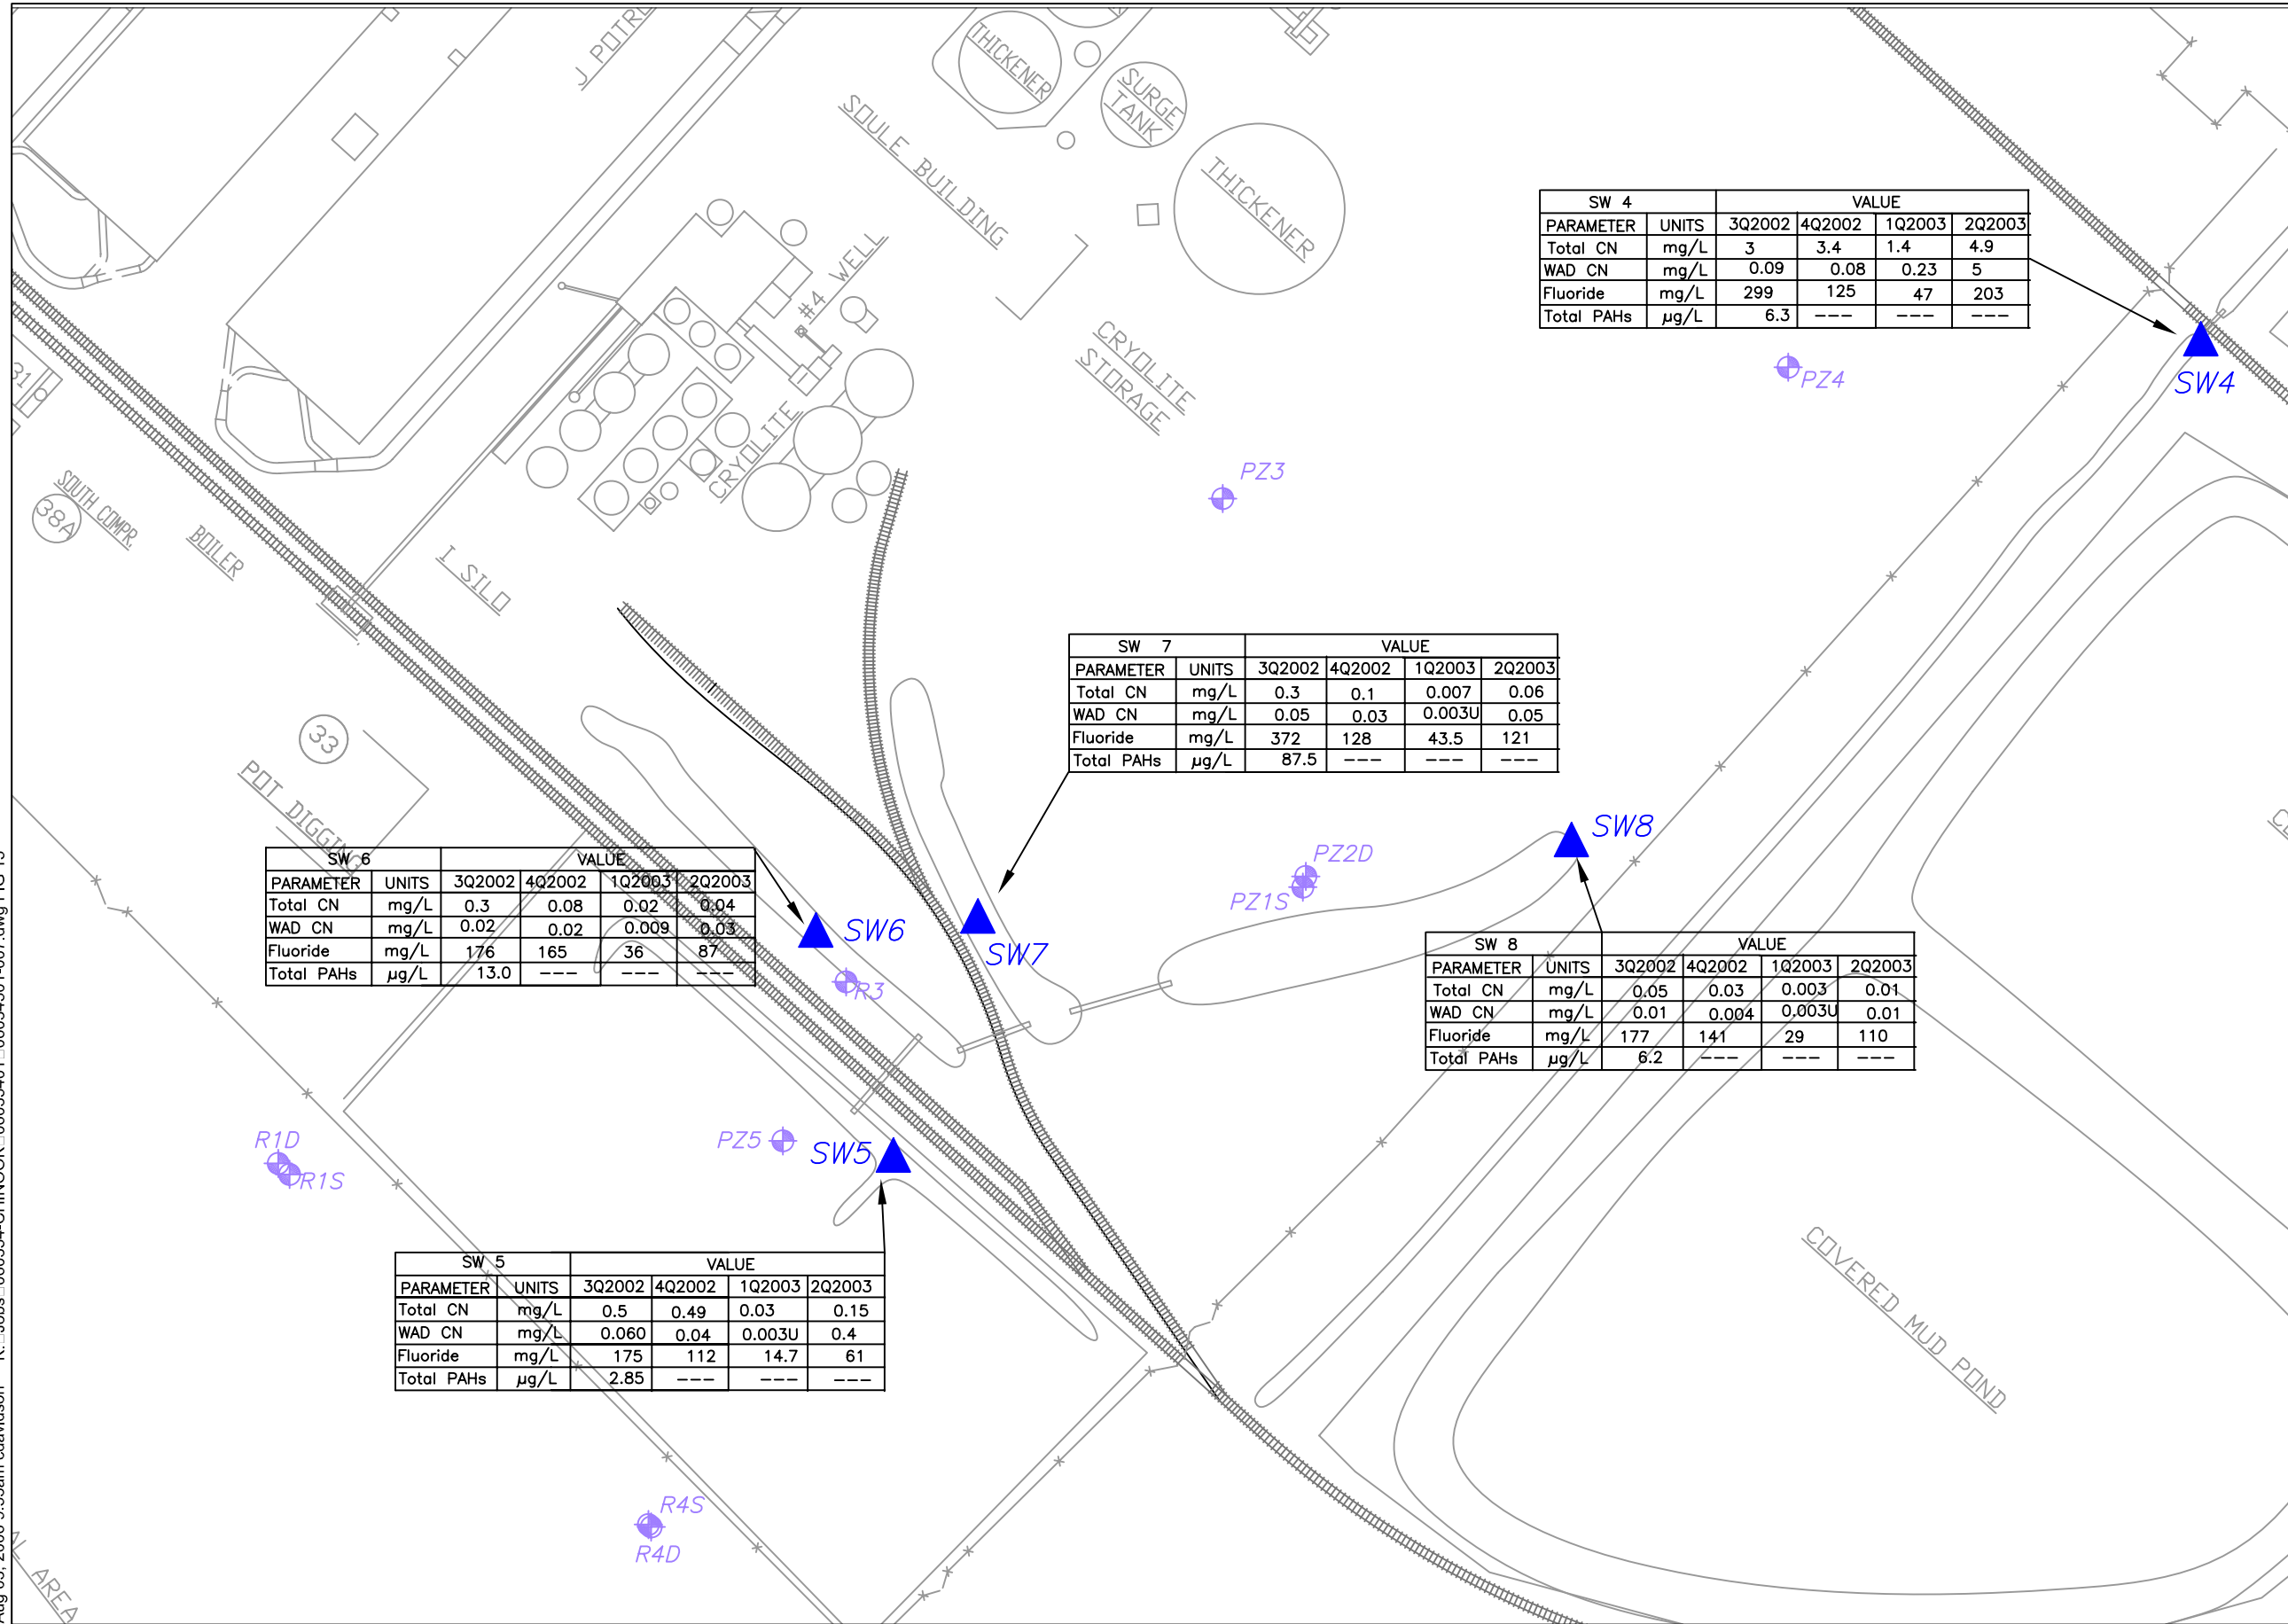 J POTRL
THICKENER
SURGE
TANK
THICKENER
SOULE BUILDING
#4 WELL
CRYOLITE
STORAGE
CRYOLITE
31
38A
SOUTH COMPR.
BOILER
I SILO
33
POT DIGGING
SW 4 VALUE
PARAMETER UNITS 3Q2002 4Q2002 1Q2003 2Q2003
Total CN mg/L 3 3.4 1.4 4.9
WAD CN mg/L 0.09 0.08 0.23 5
Fluoride mg/L 299 125 47 203
Total PAHs µg/L 6.3 --- --- ---
SW4
PZ4
PZ3
SW 7 VALUE
PARAMETER UNITS 3Q2002 4Q2002 1Q2003 2Q2003
Total CN mg/L 0.3 0.1 0.007 0.06
WAD CN mg/L 0.05 0.03 0.003U 0.05
Fluoride mg/L 372 128 43.5 121
Total PAHs µg/L 87.5 --- --- ---
SW8
PZ2D
PZ1S
SW 6 VALUE
PARAMETER UNITS 3Q2002 4Q2002 1Q2003 2Q2003
Total CN mg/L 0.3 0.08 0.02 0.04
WAD CN mg/L 0.02 0.02 0.009 0.03
Fluoride mg/L 176 165 36 87
Total PAHs µg/L 13.0 --- --- ---
SW6
SW7
R3
SW 8 VALUE
PARAMETER UNITS 3Q2002 4Q2002 1Q2003 2Q2003
Total CN mg/L 0.05 0.03 0.003 0.01
WAD CN mg/L 0.01 0.004 0.003U 0.01
Fluoride mg/L 177 141 29 110
Total PAHs µg/L 6.2 --- --- ---
PZ5
SW5
R1D
R1S
SW 5 VALUE
PARAMETER UNITS 3Q2002 4Q2002 1Q2003 2Q2003
Total CN mg/L 0.5 0.49 0.03 0.15
WAD CN mg/L 0.060 0.04 0.003U 0.4
Fluoride mg/L 175 112 14.7 61
Total PAHs µg/L 2.85 --- --- ---
COVERED MUD POND
R4S
R4D
AREA